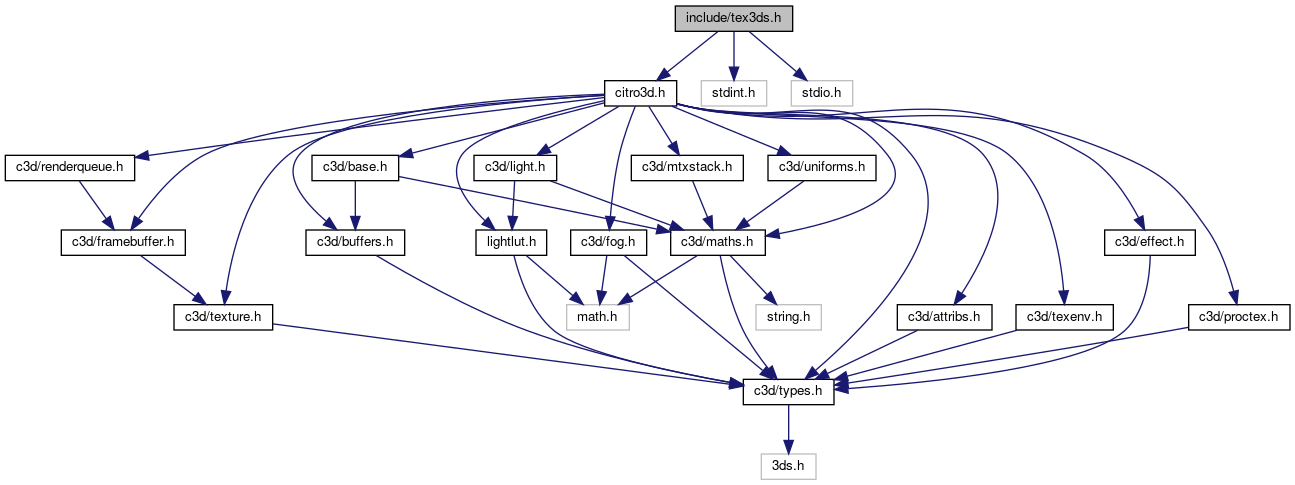 include/tex3ds.h
citro3d.h
stdint.h
stdio.h
c3d/renderqueue.h
c3d/base.h
c3d/light.h
c3d/mtxstack.h
c3d/uniforms.h
c3d/framebuffer.h
c3d/buffers.h
lightlut.h
c3d/fog.h
c3d/maths.h
c3d/effect.h
c3d/texture.h
math.h
string.h
c3d/attribs.h
c3d/texenv.h
c3d/proctex.h
c3d/types.h
3ds.h